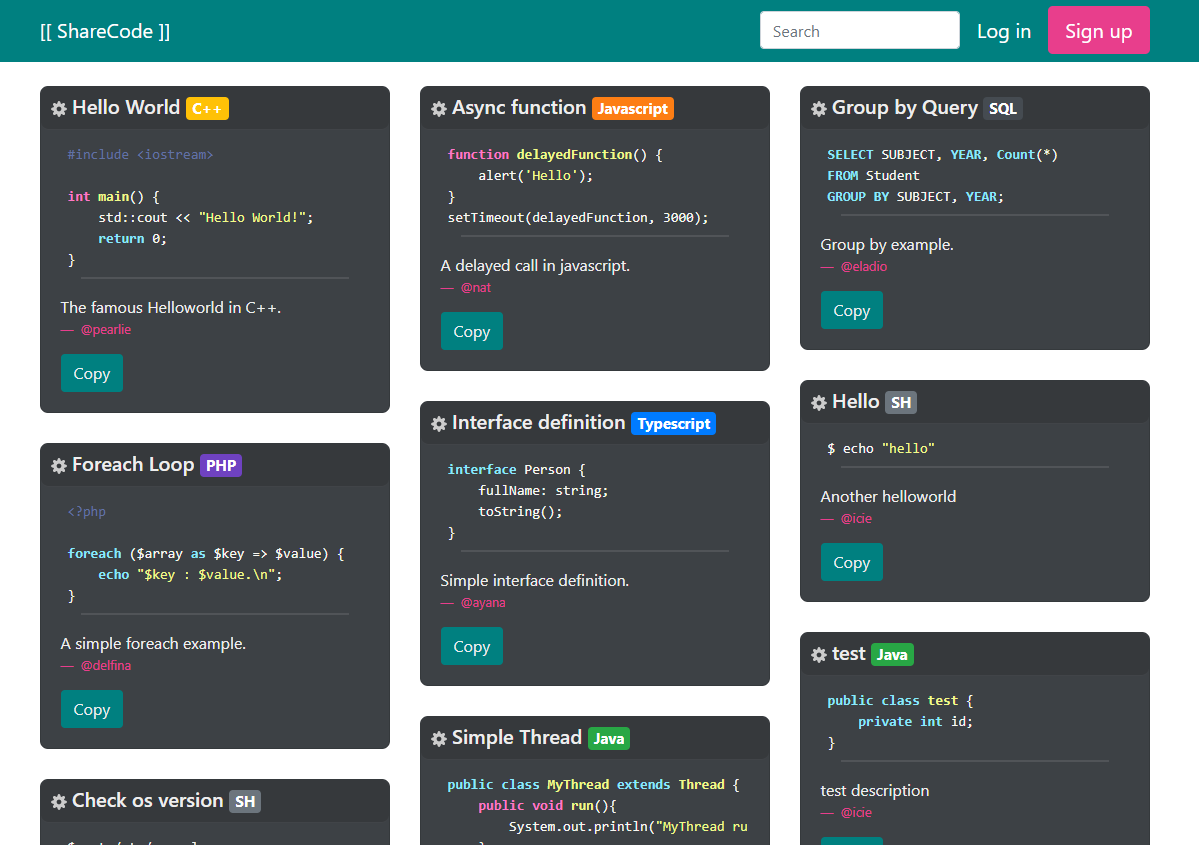 [[ ShareCode ]]
Search
Log in
Sign up
Hello World C++
#include <iostream>
int main() {
    std::cout << "Hello World!";
    return 0;
}
The famous Helloworld in C++.
— @pearlie
Copy
Foreach Loop PHP
<?php
foreach ($array as $key => $value) {
    echo "$key : $value.\n";
}
A simple foreach example.
— @delfina
Copy
Check os version SH
Async function Javascript
function delayedFunction() {
    alert('Hello');
}
setTimeout(delayedFunction, 3000);
A delayed call in javascript.
— @nat
Copy
Interface definition Typescript
interface Person {
    fullName: string;
    toString();
}
Simple interface definition.
— @ayana
Copy
Simple Thread Java
public class MyThread extends Thread {
    public void run(){
        System.out.println("MyThread ru
Group by Query SQL
SELECT SUBJECT, YEAR, Count(*)
FROM Student
GROUP BY SUBJECT, YEAR;
Group by example.
— @eladio
Copy
Hello SH
$ echo "hello"
Another helloworld
— @icie
Copy
test Java
public class test {
    private int id;
}
test description
— @icie